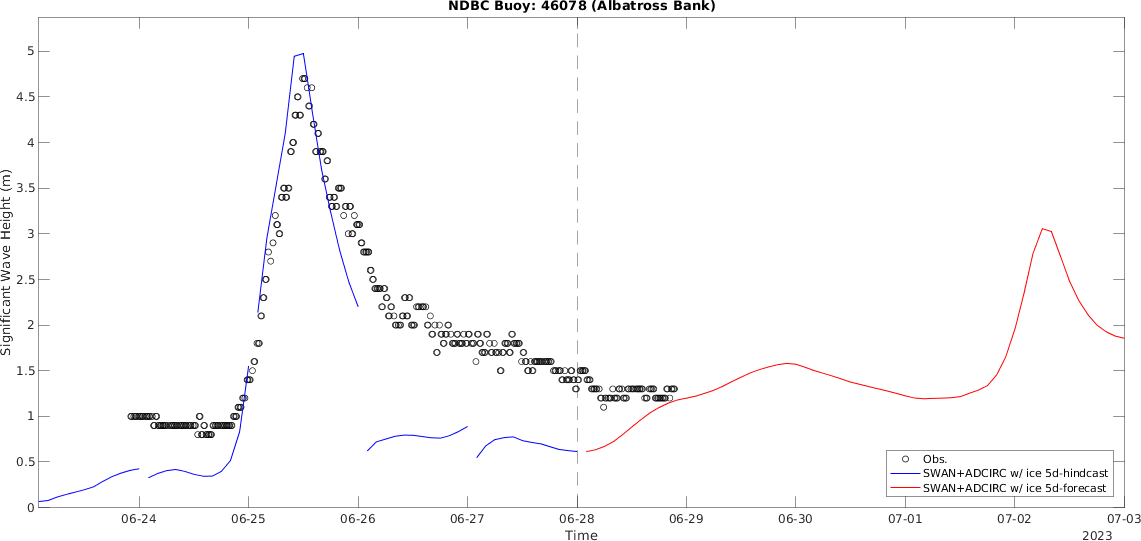 NDBC Buoy: 46078 (Albatross Bank)
Significant Wave Height (m)
5
4.5
4
3.5
3
2.5
2
1.5
1
0.5
0
Obs.
SWAN+ADCIRC w/ ice 5d-hindcast
SWAN+ADCIRC w/ ice 5d-forecast
06-24 06-25 06-26 06-27 06-28 06-29 06-30 07-01 07-02 07-03
Time
2023